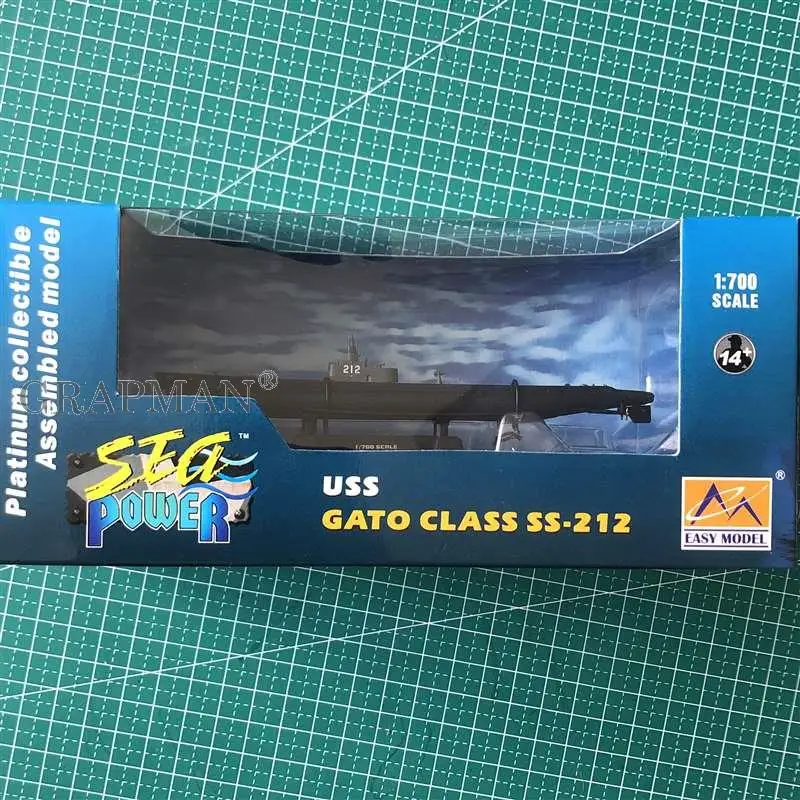 Platinum collectible
Assembled model
1:700
SCALE
14+
212
GRAPMAN®
1/700 SCALE
SEA™
POWER
USS
GATO CLASS SS-212
®
EASY MODEL